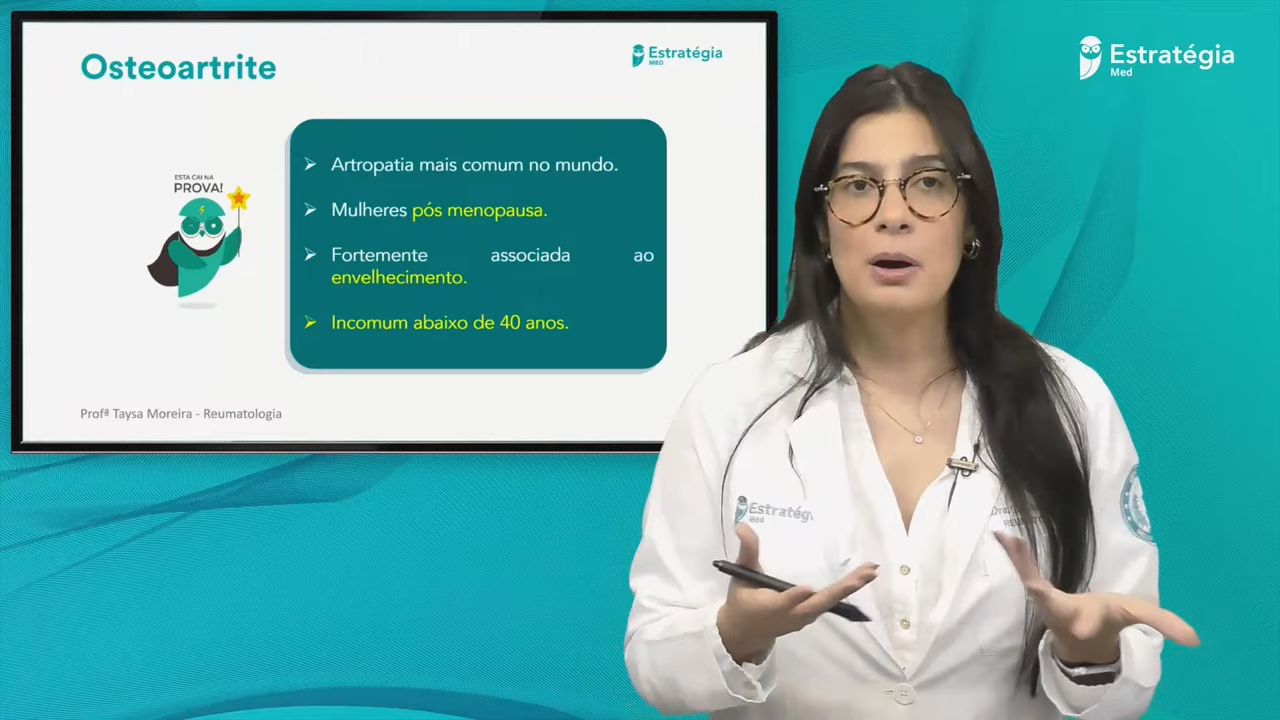 Osteoartrite
Estratégia
MED
ESTA CAI NA
PROVA!
Artropatia mais comum no mundo.
Mulheres pós menopausa.
Fortemente associada ao
envelhecimento.
Incomum abaixo de 40 anos.
Profª Taysa Moreira - Reumatologia
Estratégia
Med
Estratég
Med